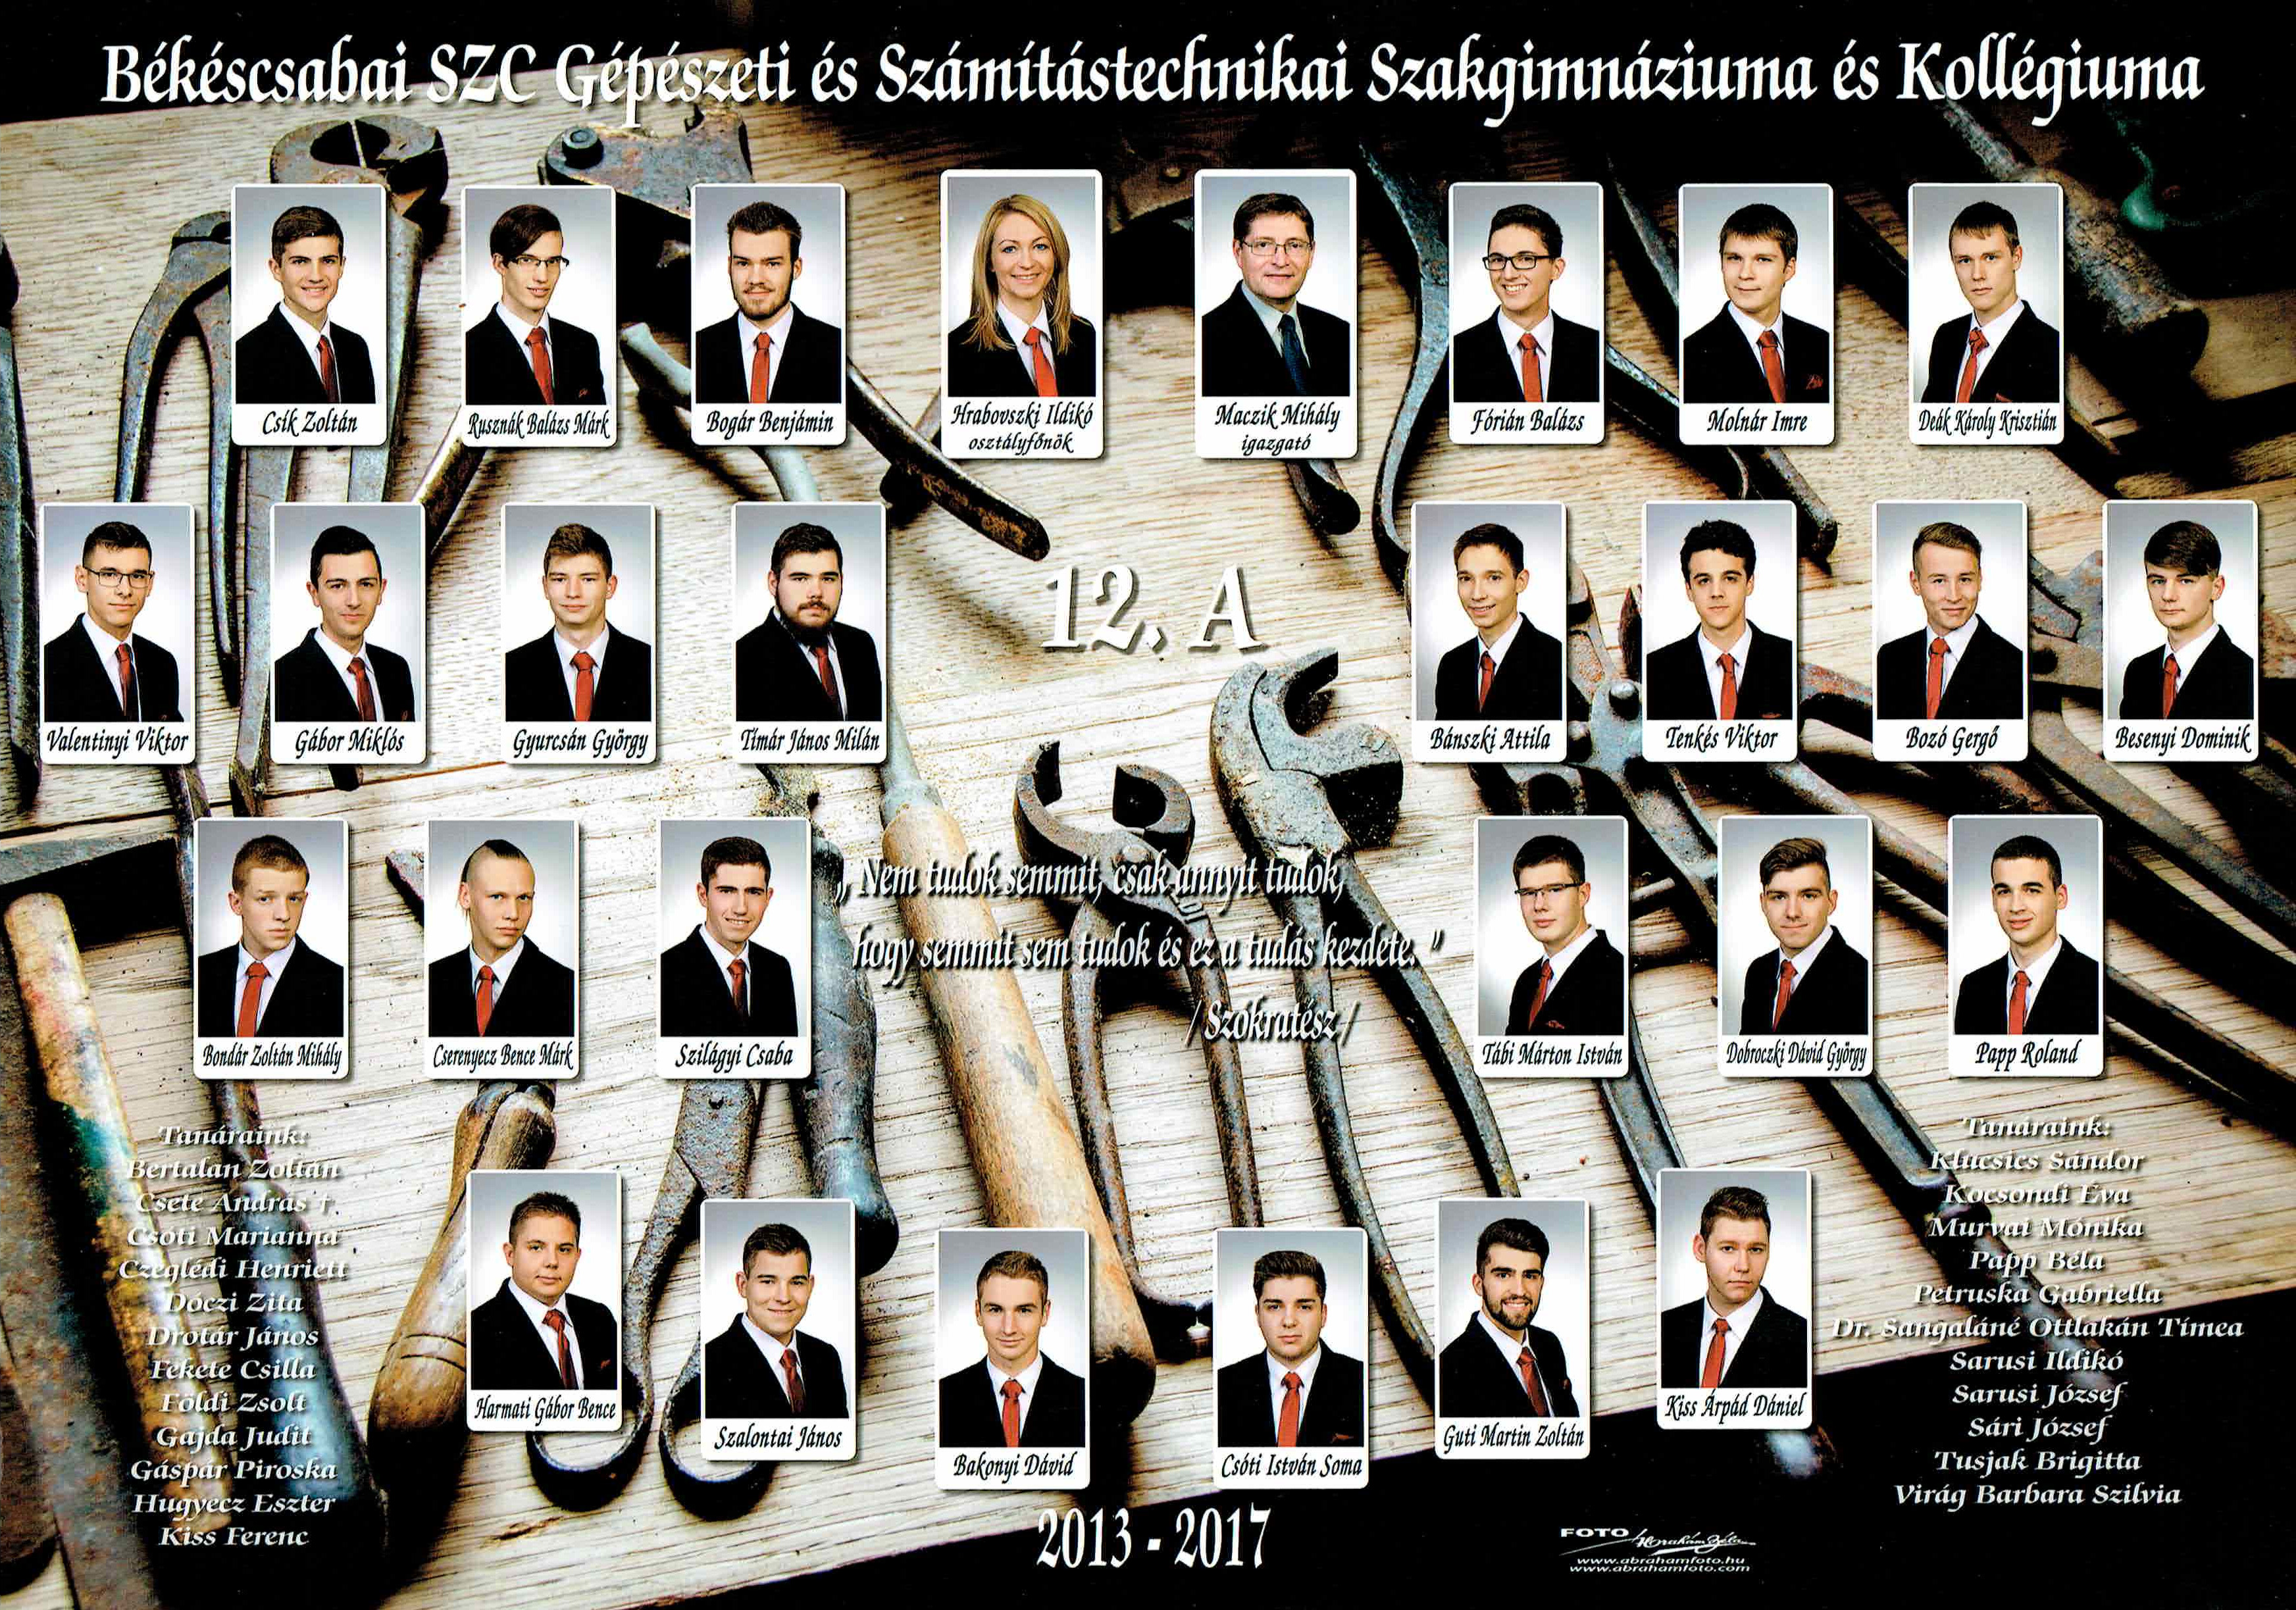 Békéscsabai SZC Gépészeti és Számítástechnikai Szakgimnáziuma és Kollégiuma
Csík Zoltán
Rusznák Balázs Márk
Bogár Benjámin
Hrabovszki Ildikó
osztályfőnök
Maczik Mihály
igazgató
Fórián Balázs
Molnár Imre
Deák Károly Krisztián
Valentinyi Viktor
Gábor Miklós
Gyurcsán György
Tímár János Milán
12. A
Bánszki Attila
Tenkés Viktor
Bozó Gergő
Besenyi Dominik
„Nem tudok semmit, csak annyit tudok,
hogy semmit sem tudok és ez a tudás kezdete."
/Szókratész/
Bondár Zoltán Mihály
Cserenyecz Bence Márk
Szilágyi Csaba
Tábi Márton István
Dobroczki Dávid György
Papp Roland
Tanáraink:
Bertalan Zoltán
Csete András †
Csóti Marianna
Czeglédi Henriett
Dóczi Zita
Drotár János
Fekete Csilla
Földi Zsolt
Gajda Judit
Gáspár Piroska
Hugyecz Eszter
Kiss Ferenc
Harmati Gábor Bence
Szalontai János
Bakonyi Dávid
Csóti István Soma
Guti Martin Zoltán
Kiss Árpád Dániel
Tanáraink:
Klucsics Sándor
Kocsondi Éva
Murvai Mónika
Papp Béla
Petruska Gabriella
Dr. Sangaláné Ottlakán Tímea
Sarusi Ildikó
Sarusi József
Sári József
Tusjak Brigitta
Virág Barbara Szilvia
2013 - 2017
FOTO Ábrahám Béla
www.abrahamfoto.hu
www.abrahamfoto.com